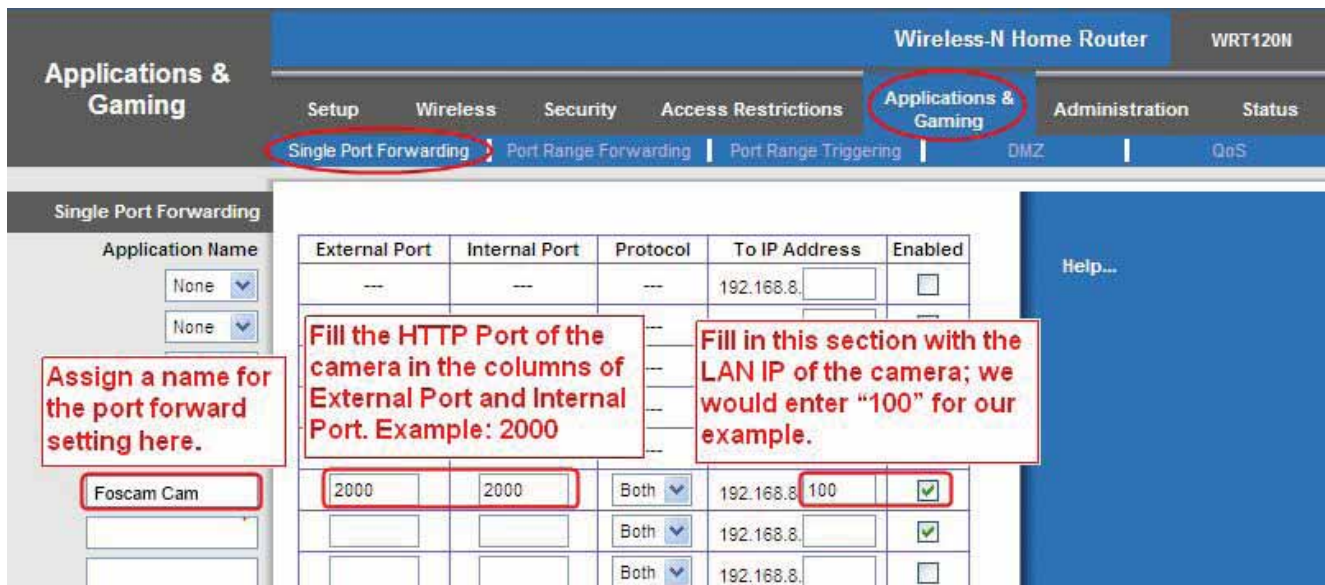 Wireless-N Home Router WRT120N
Applications &
Gaming
Setup Wireless Security Access Restrictions Applications & Gaming Administration Status
Single Port Forwarding Port Range Forwarding Port Range Triggering DMZ QoS
Single Port Forwarding
Application Name External Port Internal Port Protocol To IP Address Enabled
Help...
None --- --- --- 192.168.8.
None ---
Assign a name for
the port forward
setting here.
Fill the HTTP Port of the
camera in the columns of
External Port and Internal
Port. Example: 2000
---
---
---
Fill in this section with the
LAN IP of the camera; we
would enter “100” for our
example.
Foscam Cam 2000 2000 Both 192.168.8. 100
Both 192.168.8.
Both 192.168.8.